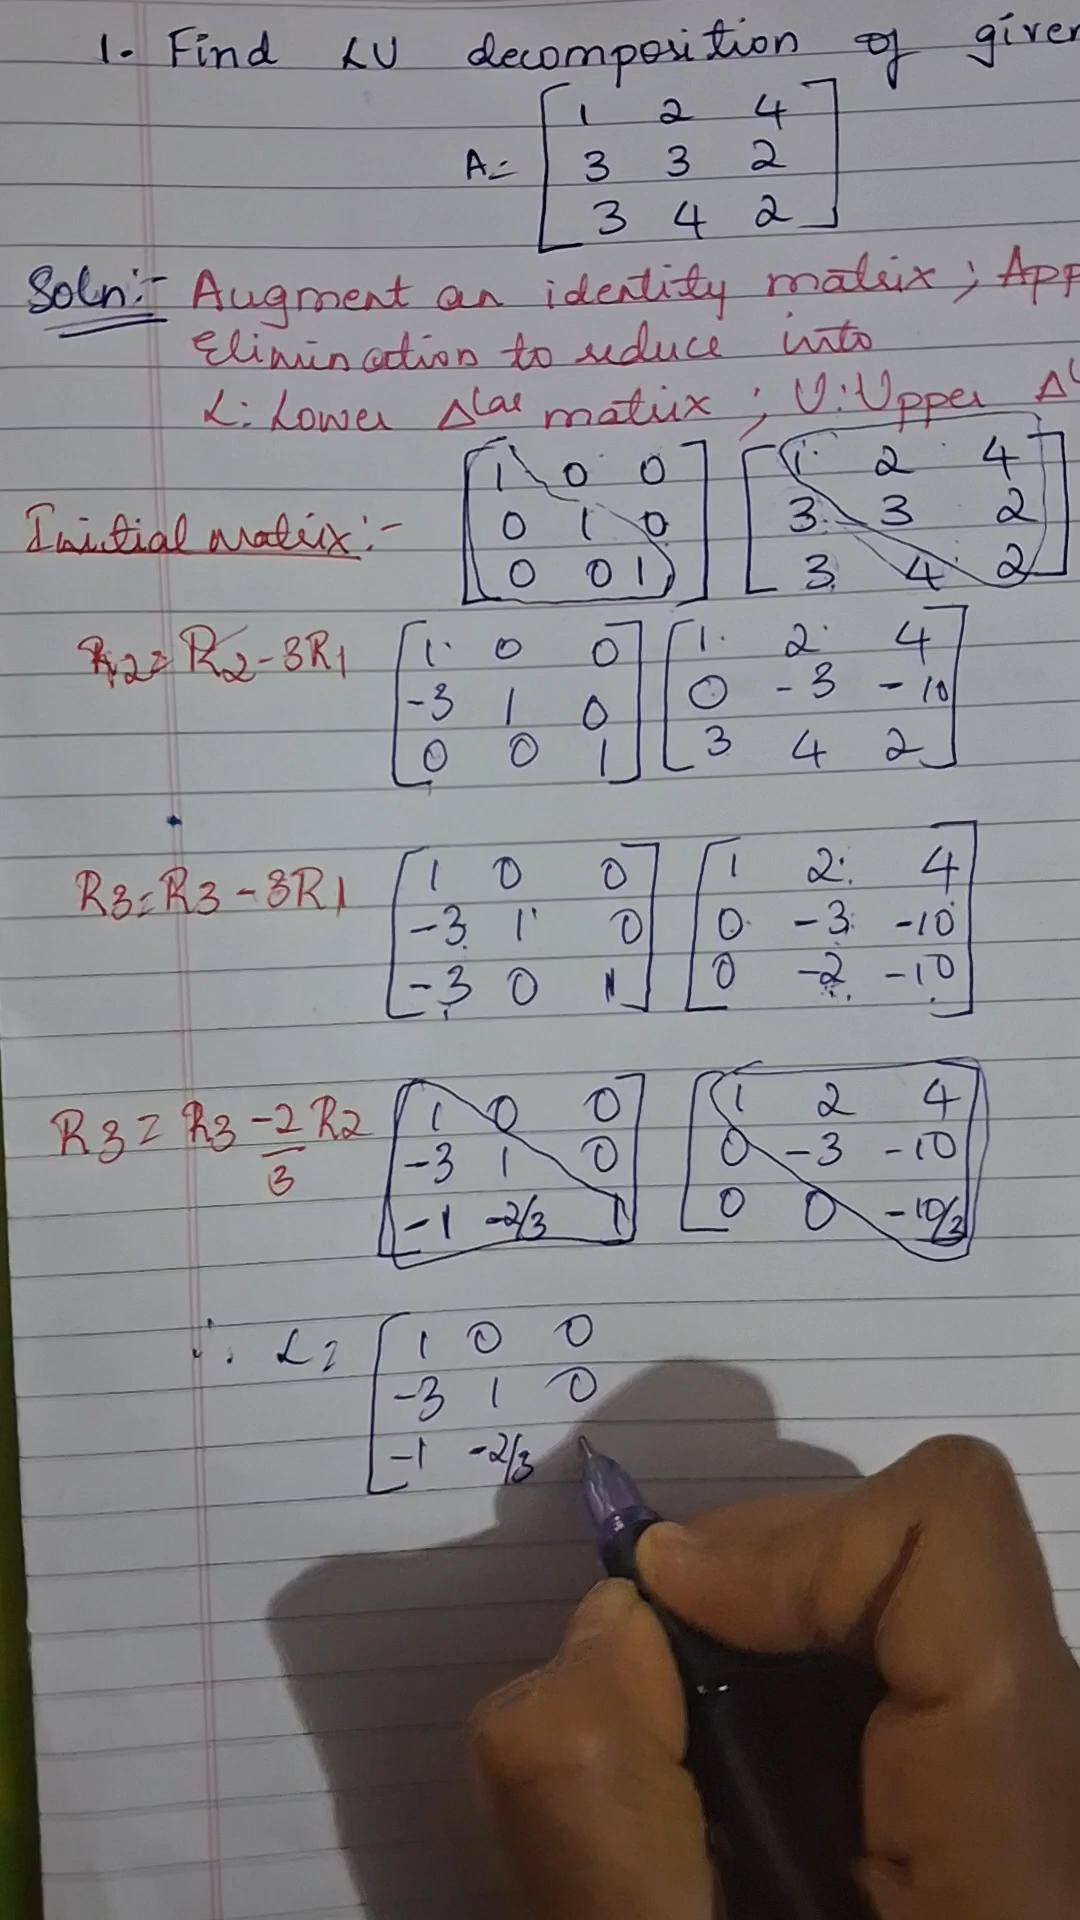 1. Find LU decomposition of given
A = [ 1 2 4
3 3 2
3 4 2 ]
Soln:- Augment an identity matrix ; App
Elimination to reduce into
L: Lower Δlar matrix ; U: Upper Δ
Initial matrix:- [ 1 0 0 ] [ 1 2 4 ]
[ 0 1 0 ] [ 3 3 2 ]
[ 0 0 1 ] [ 3 4 2 ]
R2 = R2 - 3R1 [ 1 0 0 ] [ 1 2 4 ]
[ -3 1 0 ] [ 0 -3 -10 ]
[ 0 0 1 ] [ 3 4 2 ]
R3 = R3 - 3R1 [ 1 0 0 ] [ 1 2 4 ]
[ -3 1 0 ] [ 0 -3 -10 ]
[ -3 0 1 ] [ 0 -2 -10 ]
R3 = R3 - 2/3 R2 [ 1 0 0 ] [ 1 2 4 ]
[ -3 1 0 ] [ 0 -3 -10 ]
[ -1 -2/3 1 ] [ 0 0 -10/3 ]
∴ L = [ 1 0 0
-3 1 0
-1 -2/3